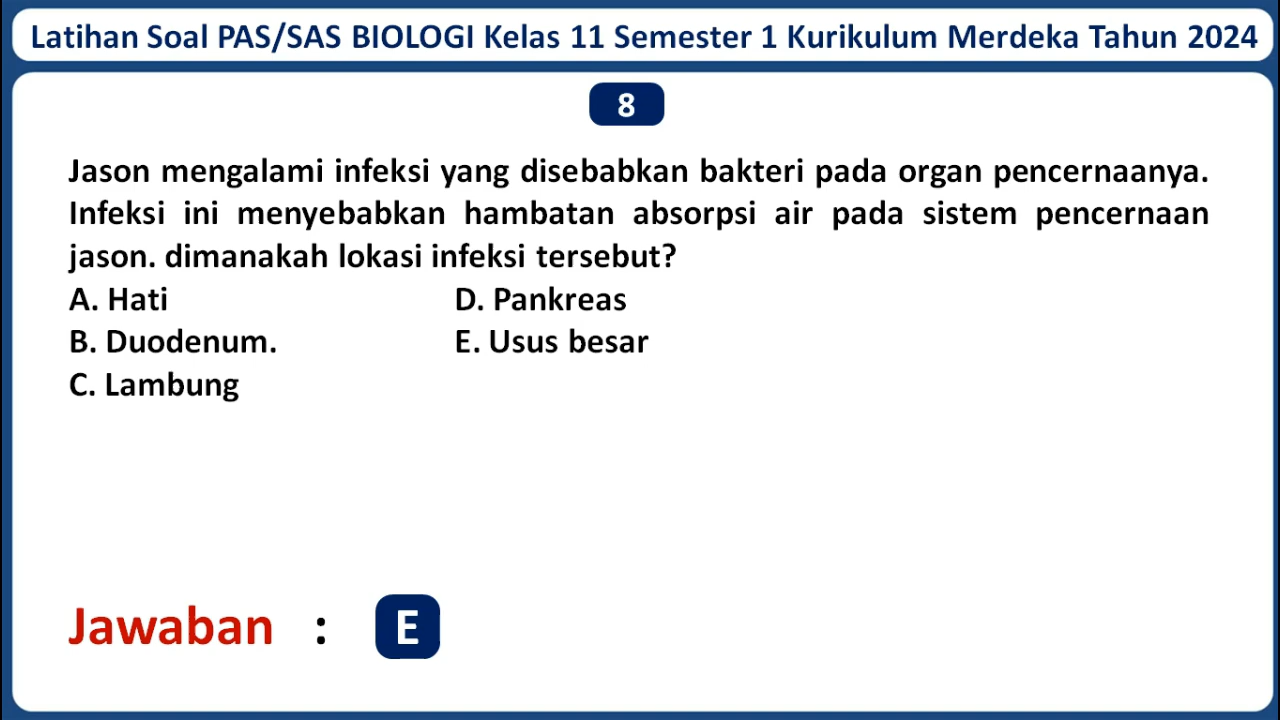 Latihan Soal PAS/SAS BIOLOGI Kelas 11 Semester 1 Kurikulum Merdeka Tahun 2024
8
Jason mengalami infeksi yang disebabkan bakteri pada organ pencernaanya.
Infeksi ini menyebabkan hambatan absorpsi air pada sistem pencernaan
jason. dimanakah lokasi infeksi tersebut?
A. Hati D. Pankreas
B. Duodenum. E. Usus besar
C. Lambung
Jawaban : E